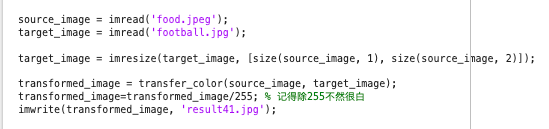 source_image = imread('food.jpeg');
target_image = imread('football.jpg');
target_image = imresize(target_image, [size(source_image, 1), size(source_image, 2)]);
transformed_image = transfer_color(source_image, target_image);
transformed_image=transformed_image/255; % 记得除255不然很白
imwrite(transformed_image, 'result41.jpg');